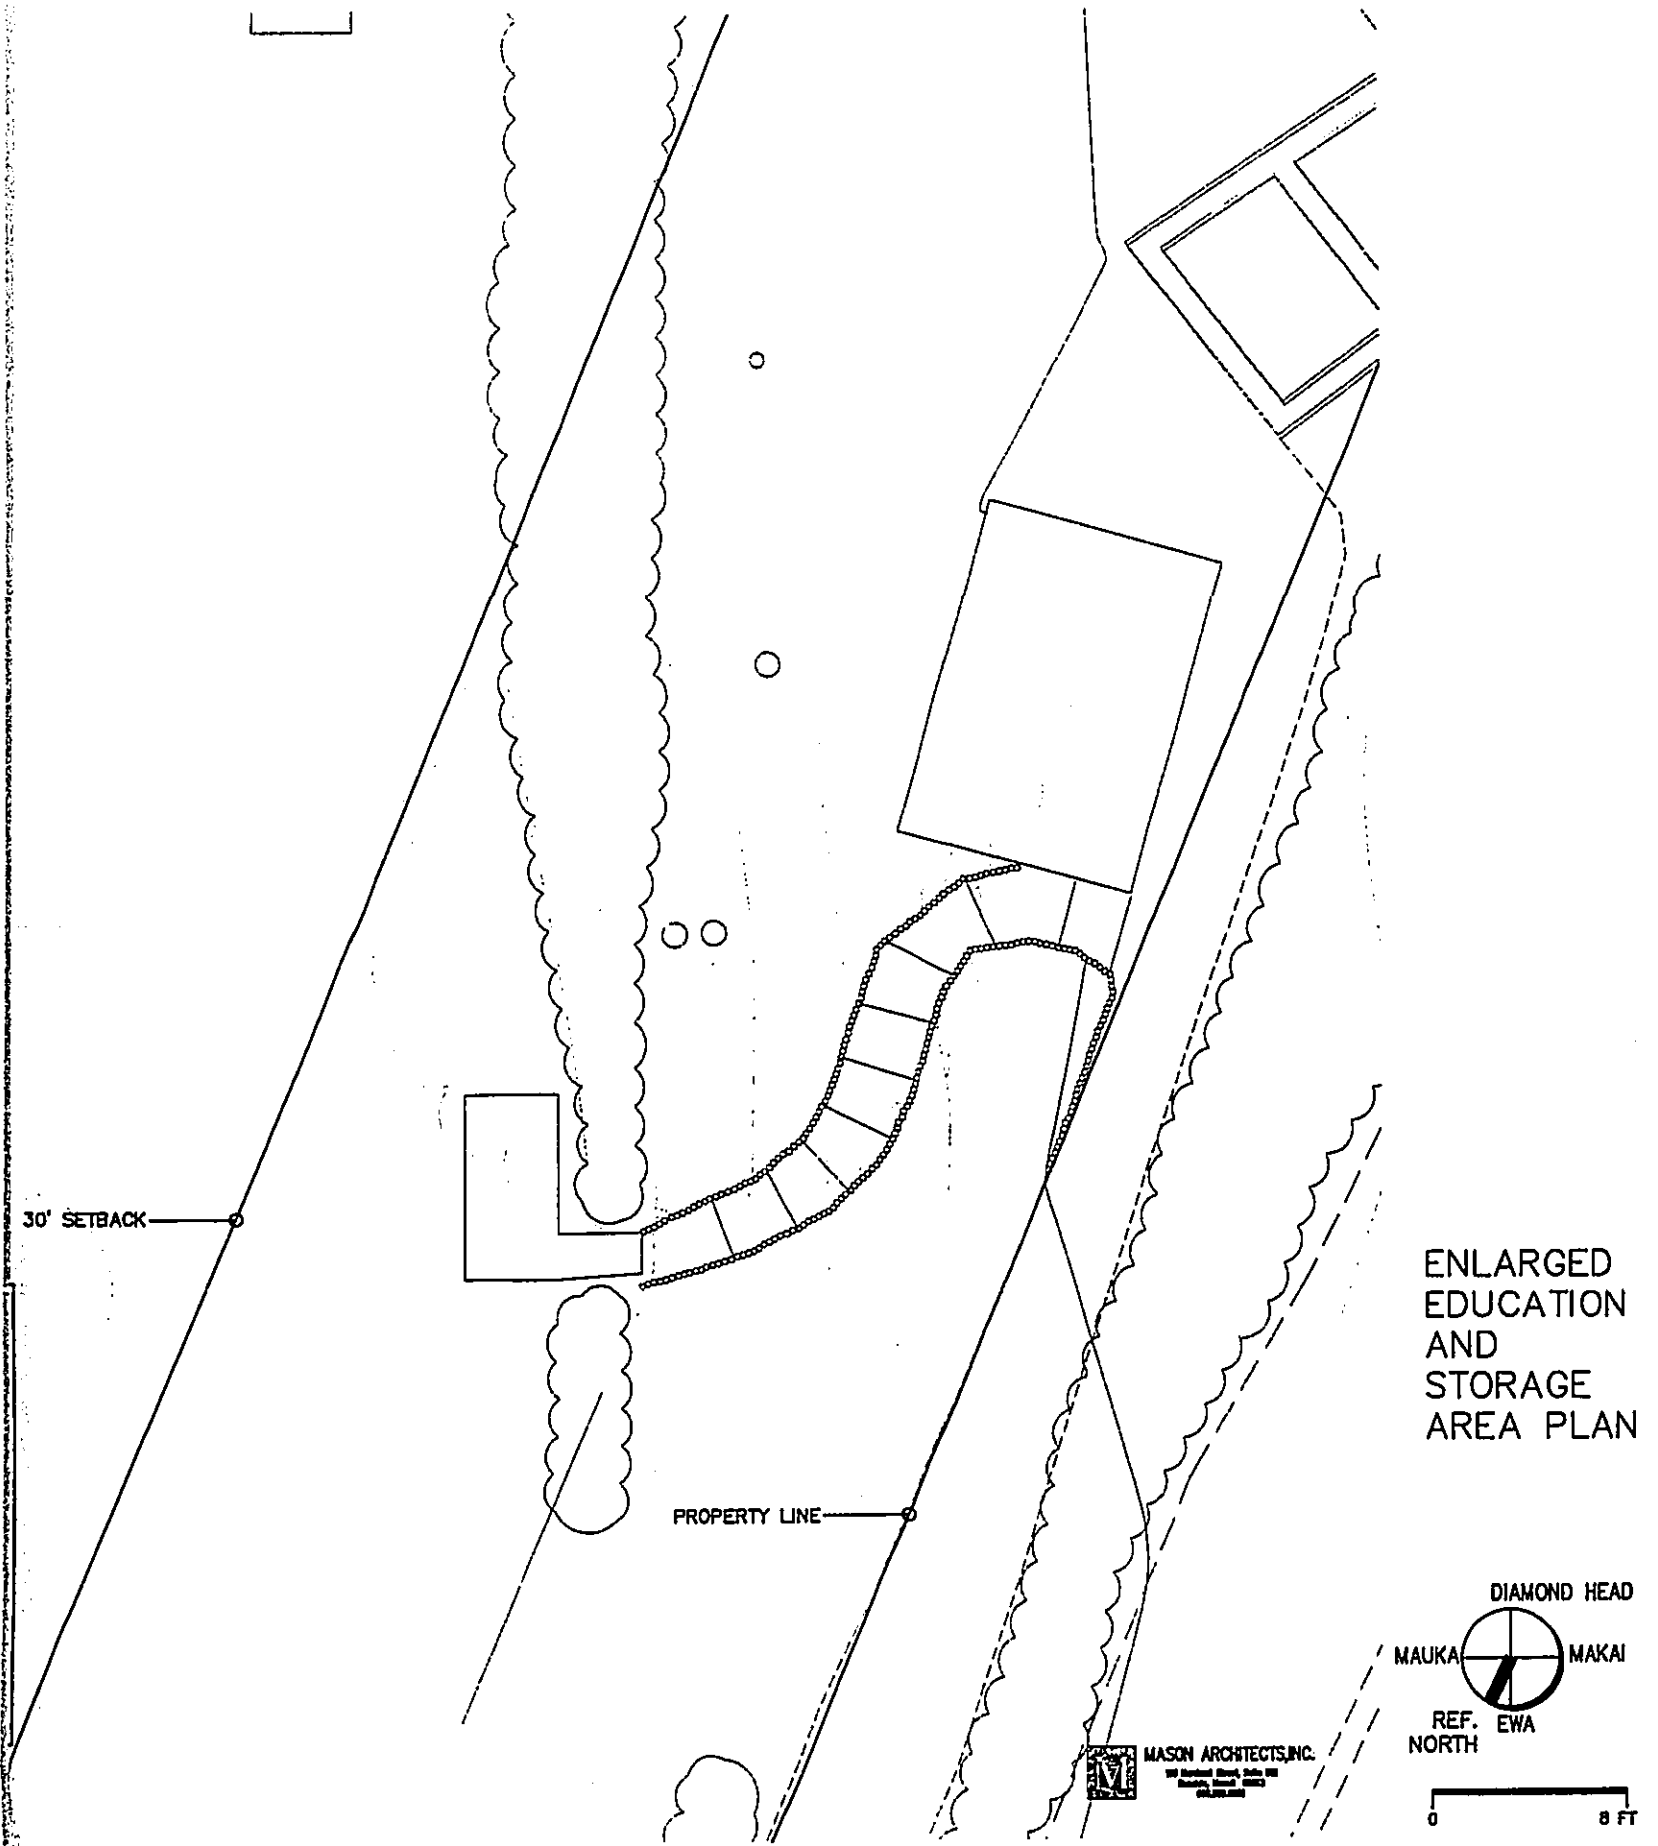 30' SETBACK
PROPERTY LINE
ENLARGED
EDUCATION
AND
STORAGE
AREA PLAN
DIAMOND HEAD
MAUKA
MAKAI
REF.
NORTH
EWA
MASON ARCHITECTS,INC.
0
8 FT